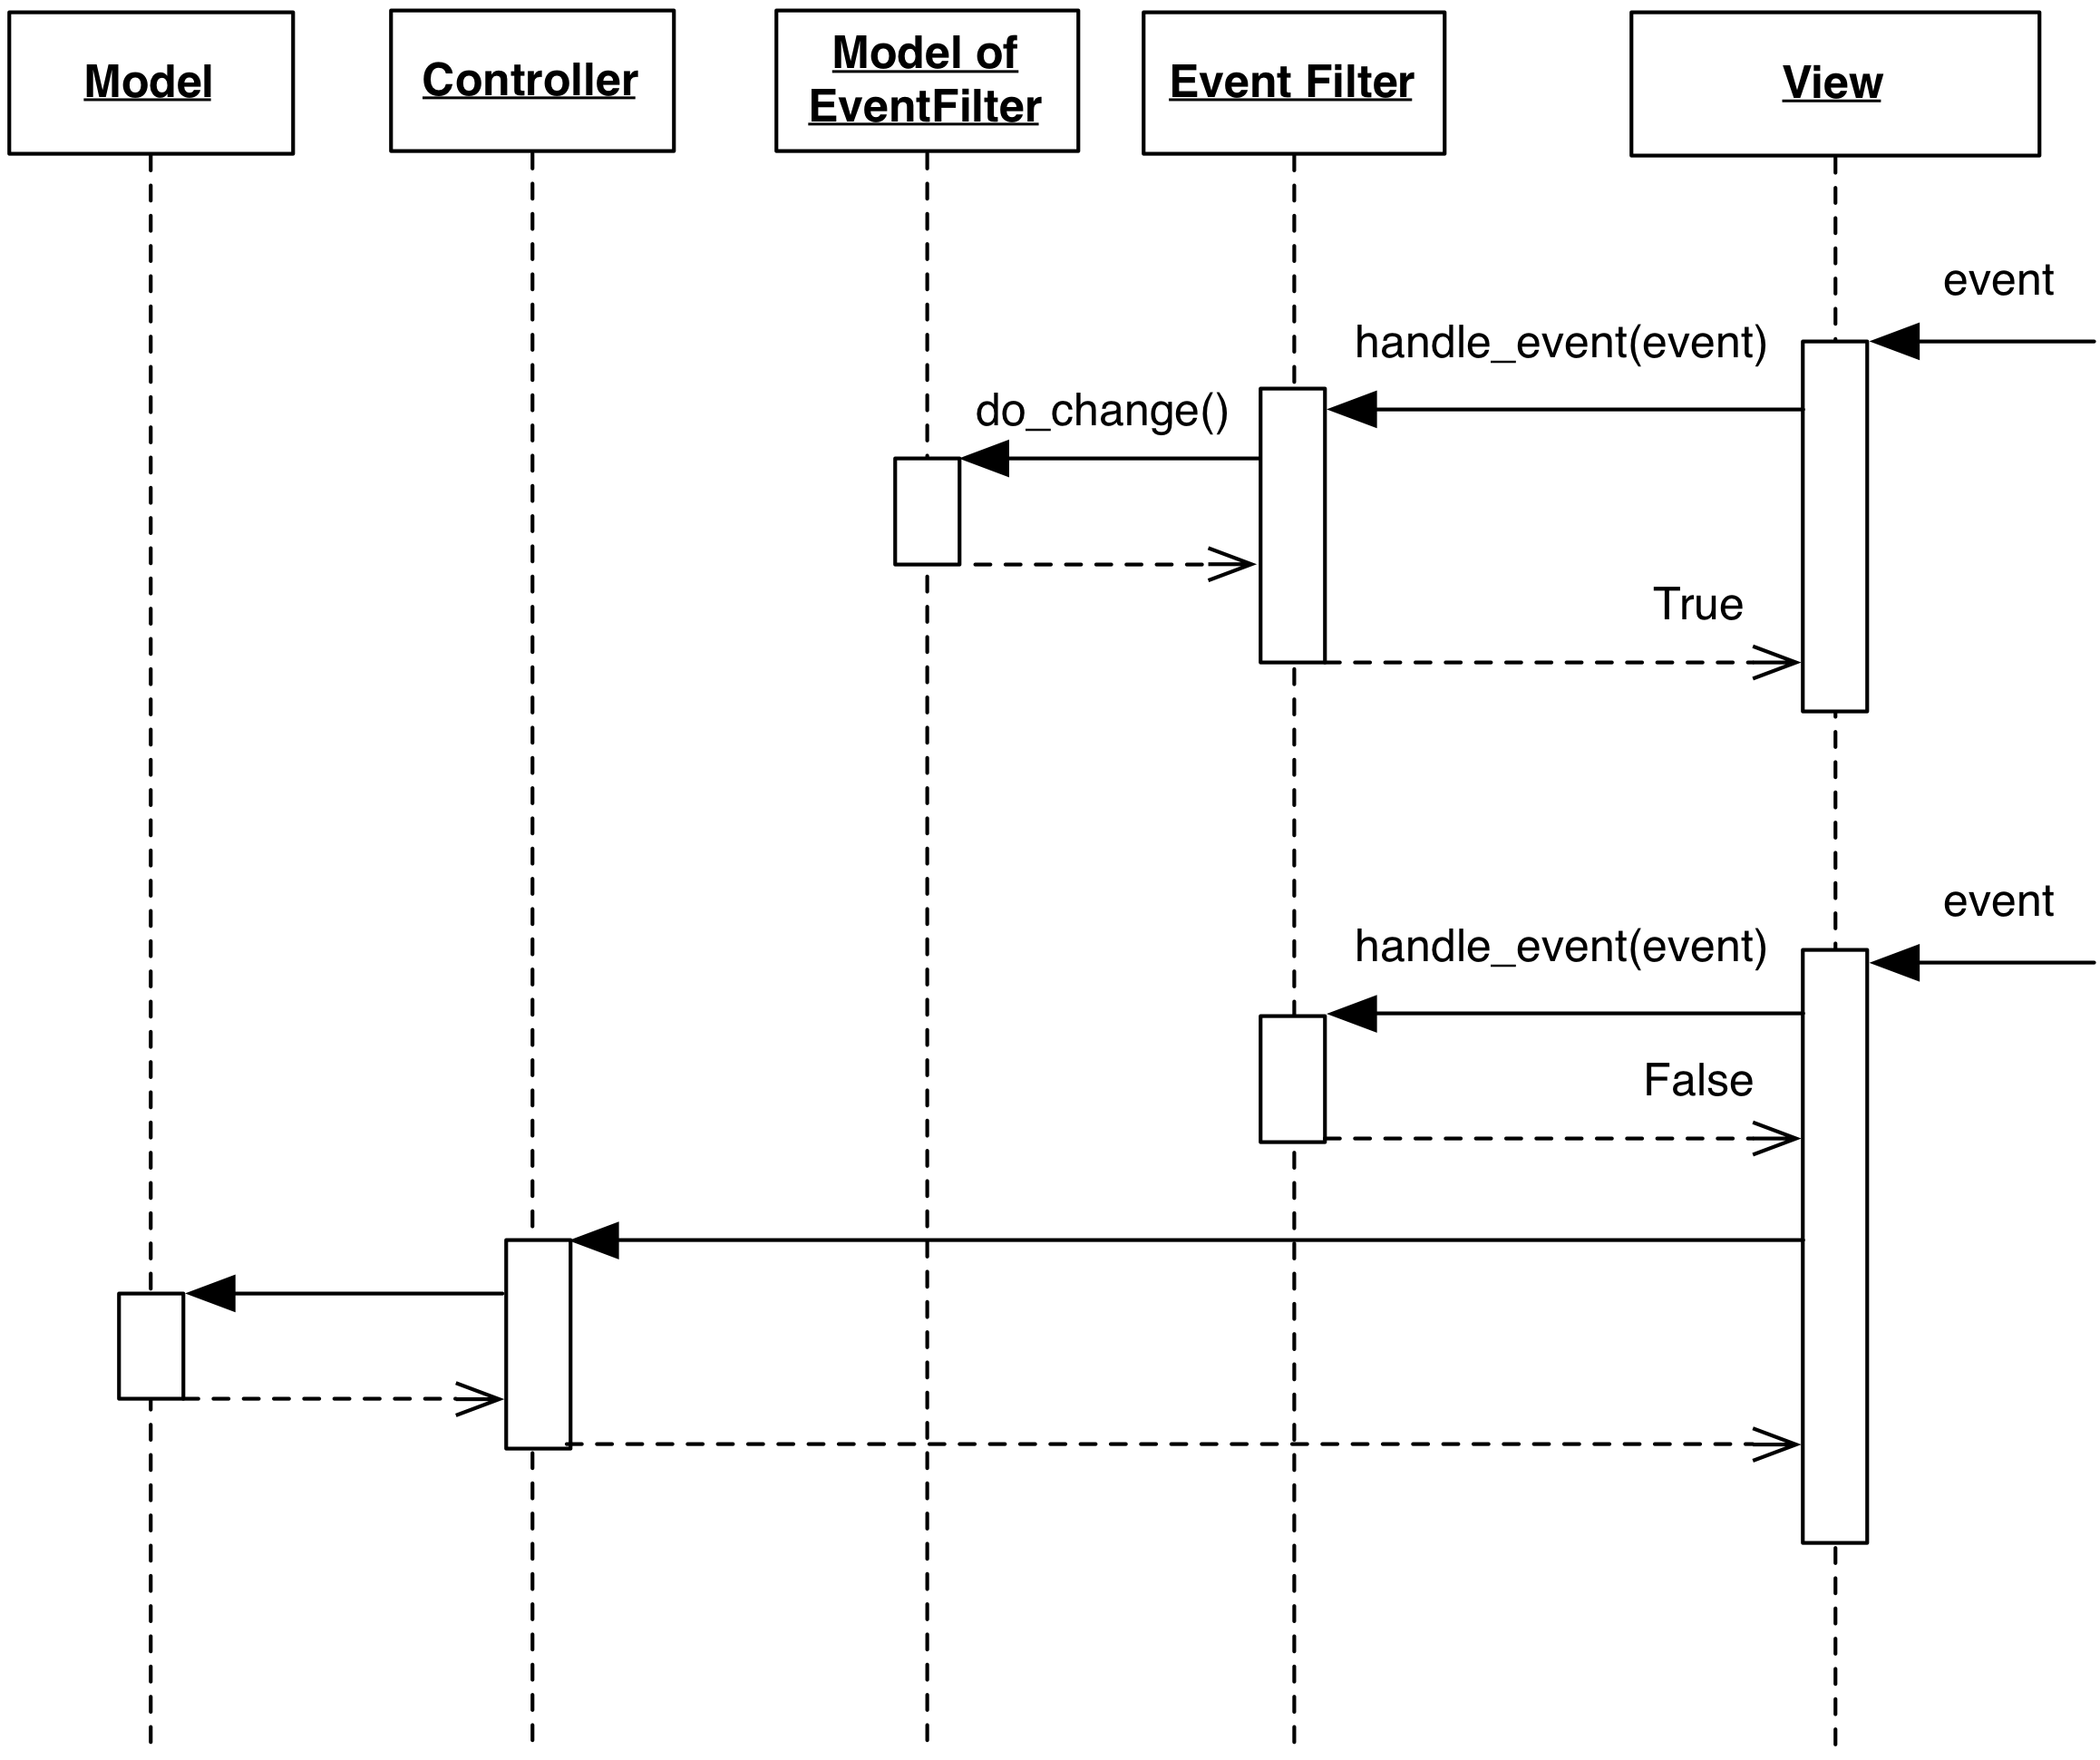 Model
Controller
Model of
EventFilter
Event Filter
View
event
handle_event(event)
do_change()
True
event
handle_event(event)
False